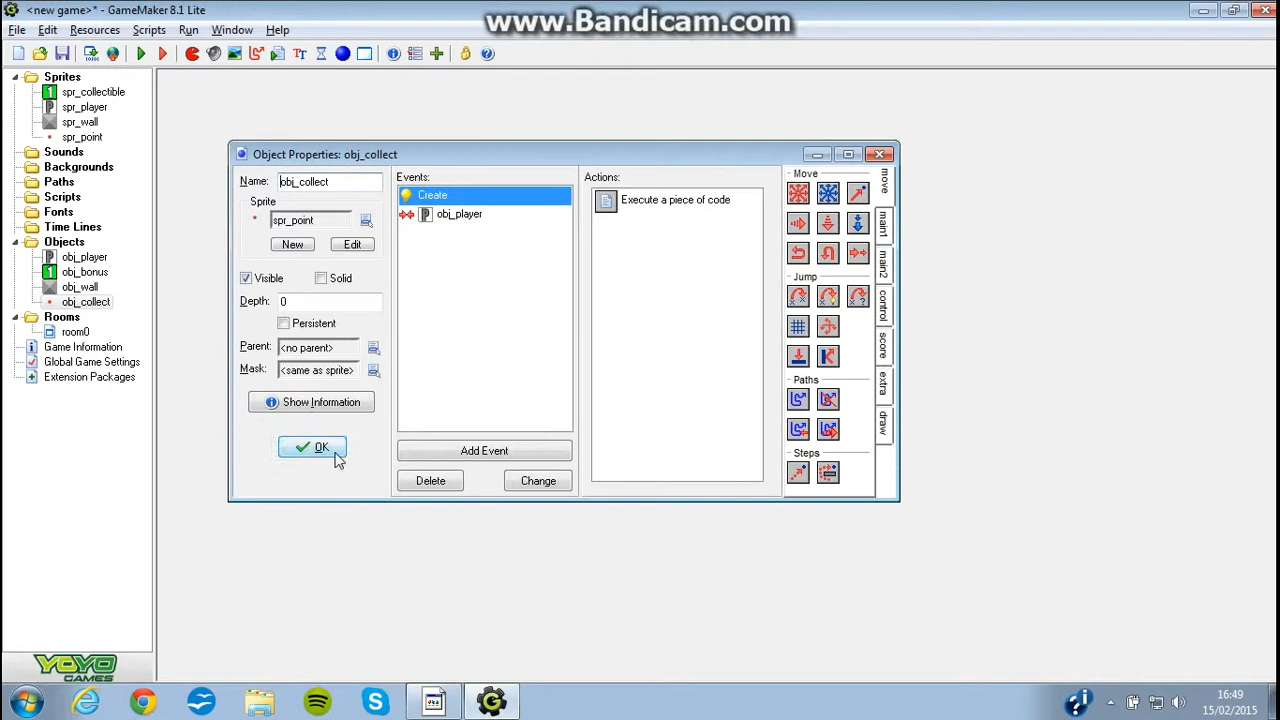 <new game>* - GameMaker 8.1 Lite
www.Bandicam.com
File Edit Resources Scripts Run Window Help
Sprites
spr_collectible
spr_player
spr_wall
spr_point
Sounds
Backgrounds
Paths
Scripts
Fonts
Time Lines
Objects
obj_player
obj_bonus
obj_wall
obj_collect
Rooms
room0
Game Information
Global Game Settings
Extension Packages
YOYO
GAMES
Object Properties: obj_collect
Name: obj_collect
Sprite
spr_point
New Edit
Visible Solid
Depth: 0
Persistent
Parent: <no parent>
Mask: <same as sprite>
Show Information
OK
Events:
Create
obj_player
Add Event
Delete Change
Actions:
Execute a piece of code
Move
Jump
Paths
Steps
move
main1
main2
control
score
extra
draw
16:49
15/02/2015